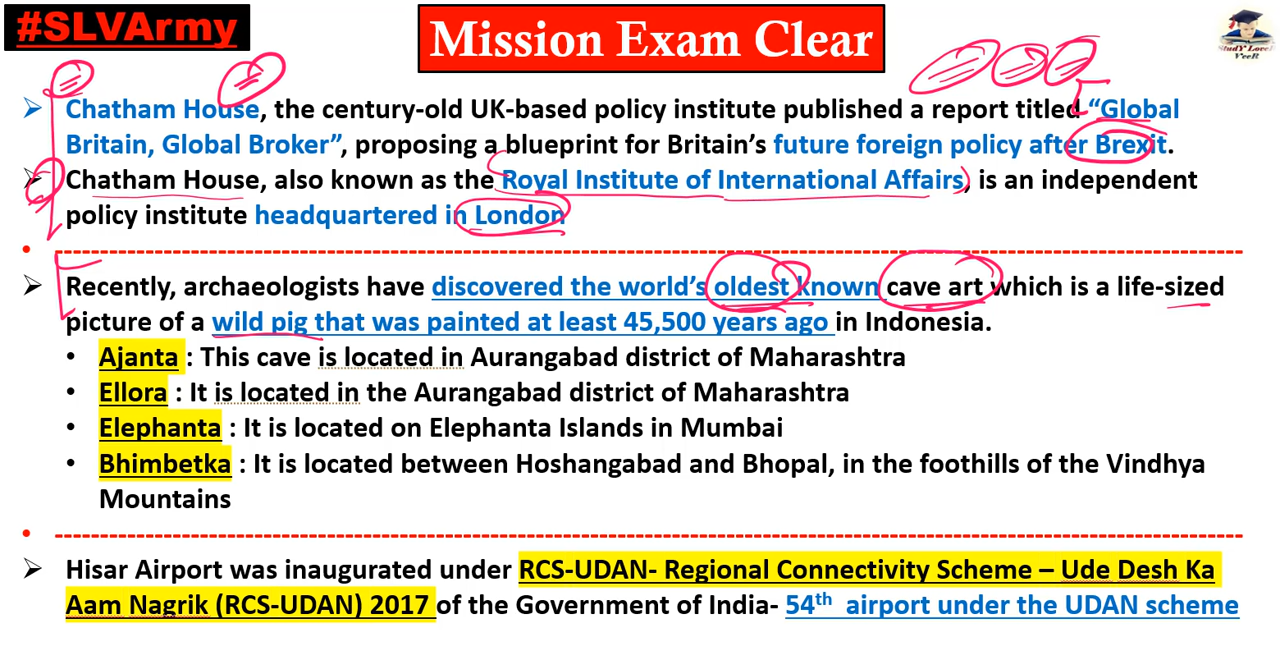 #SLVArmy
Mission Exam Clear
StudY LoveR
VeeR
Chatham House, the century-old UK-based policy institute published a report titled “Global
Britain, Global Broker”, proposing a blueprint for Britain’s future foreign policy after Brexit.
Chatham House, also known as the Royal Institute of International Affairs, is an independent
policy institute headquartered in London
Recently, archaeologists have discovered the world’s oldest known cave art which is a life-sized
picture of a wild pig that was painted at least 45,500 years ago in Indonesia.
• Ajanta : This cave is located in Aurangabad district of Maharashtra
• Ellora : It is located in the Aurangabad district of Maharashtra
• Elephanta : It is located on Elephanta Islands in Mumbai
• Bhimbetka : It is located between Hoshangabad and Bhopal, in the foothills of the Vindhya
Mountains
Hisar Airport was inaugurated under RCS-UDAN- Regional Connectivity Scheme – Ude Desh Ka
Aam Nagrik (RCS-UDAN) 2017 of the Government of India- 54th airport under the UDAN scheme